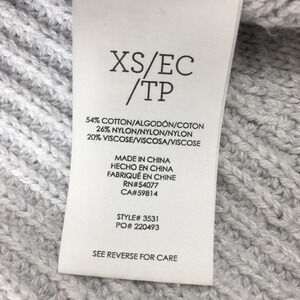 XS/EC
/TP
54% COTTON/ALGODÓN/COTON
26% NYLON/NYLON/NYLON
20% VISCOSE/VISCOSA/VISCOSE
MADE IN CHINA
HECHO EN CHINA
FABRIQUÉ EN CHINE
RN#54077
CA#59814
STYLE# 3531
PO# 220493
SEE REVERSE FOR CARE